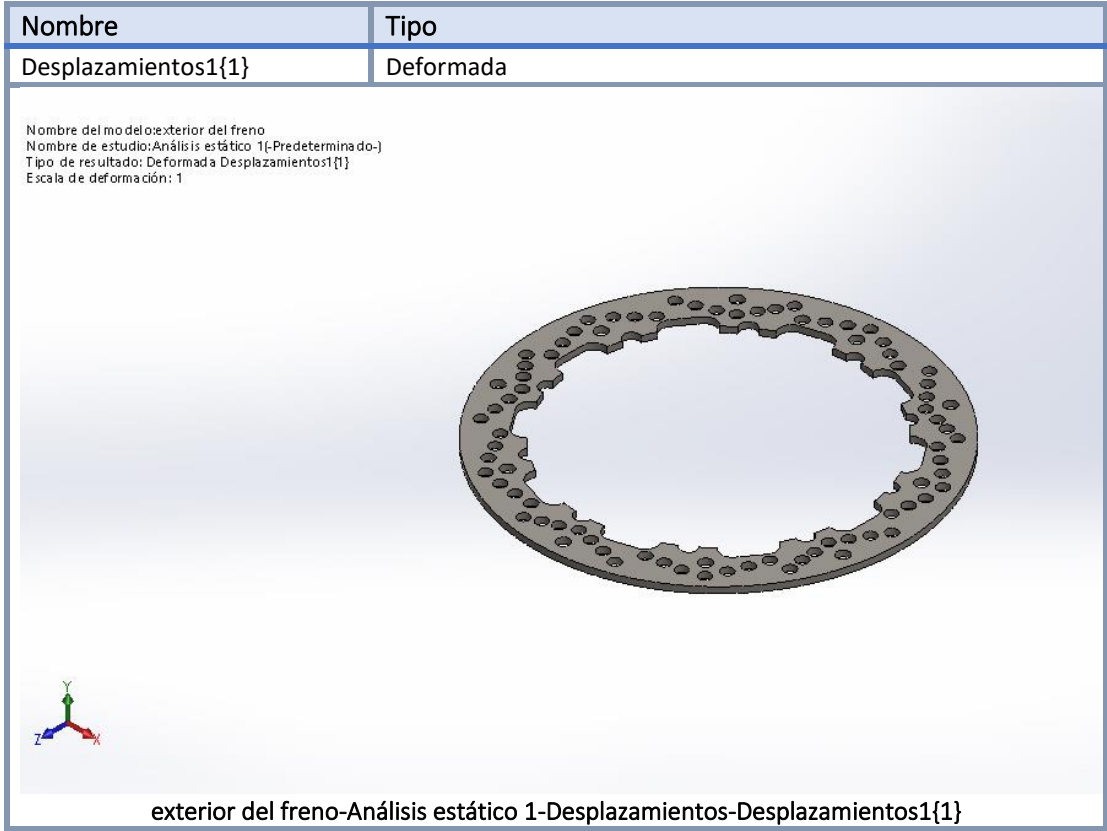 Nombre Tipo
Desplazamientos1{1} Deformada
Nombre del modelo:exterior del freno
Nombre de estudio:Análisis estático 1(-Predeterminado-)
Tipo de resultado: Deformada Desplazamientos1{1}
Escala de deformación: 1
Y
Z X
exterior del freno-Análisis estático 1-Desplazamientos-Desplazamientos1{1}